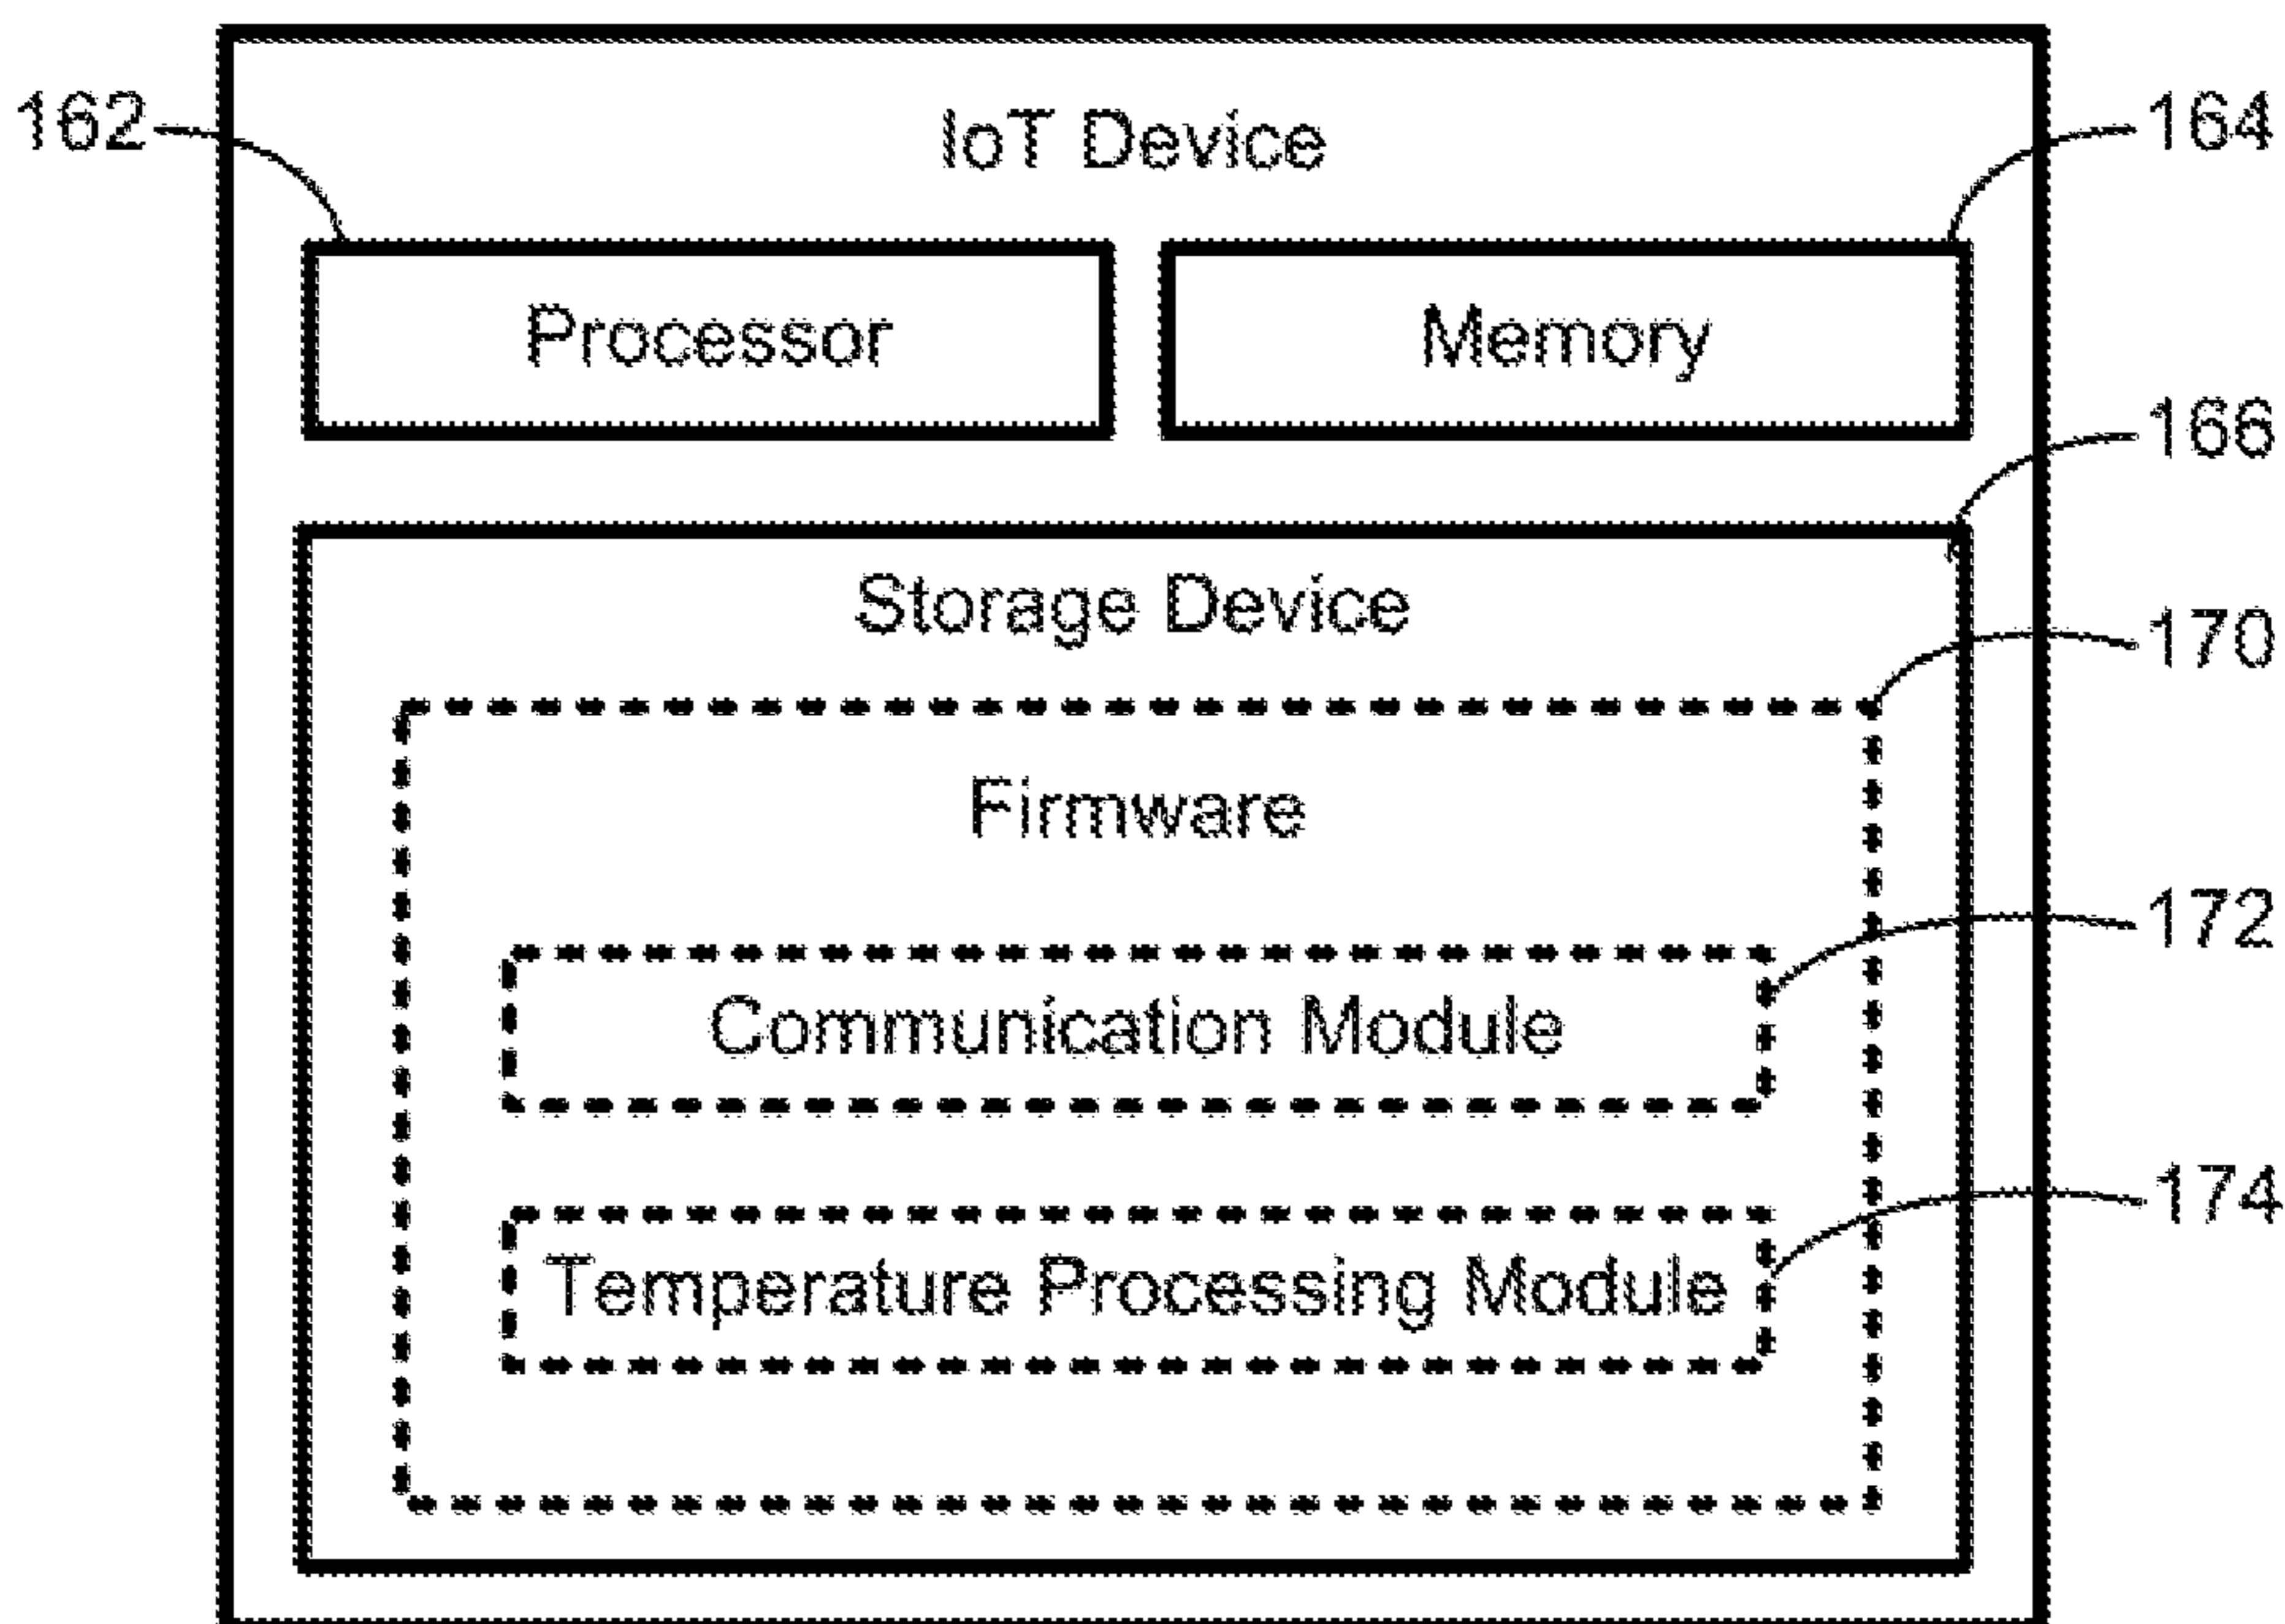 IoT Device
162
164
Processor
Memory
166
Storage Device
170
Firmware
172
Communication Module
174
Temperature Processing Module